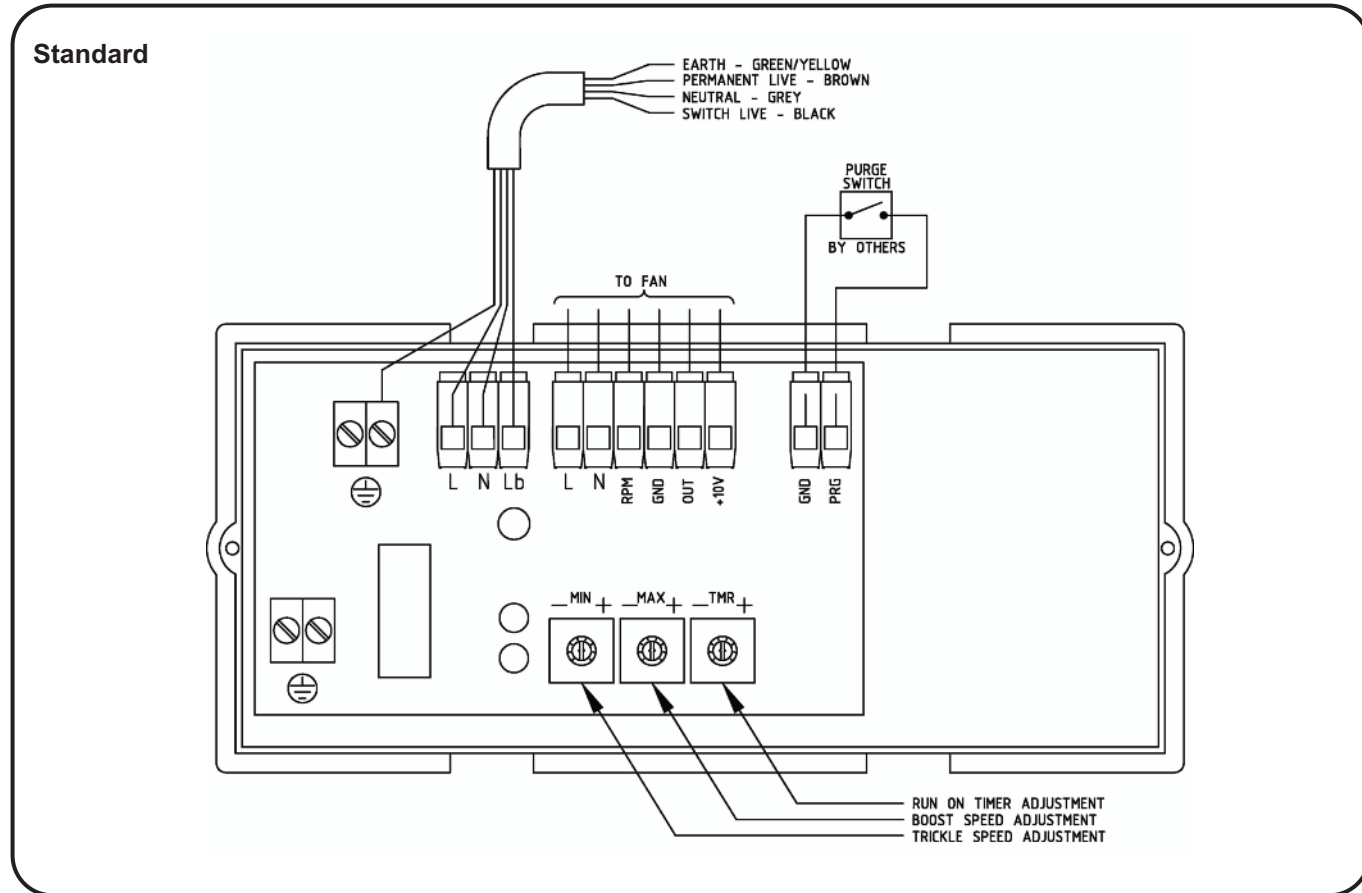 Standard
EARTH - GREEN/YELLOW
PERMANENT LIVE - BROWN
NEUTRAL - GREY
SWITCH LIVE - BLACK
PURGE
SWITCH
BY OTHERS
TO FAN
L N Lb
L N RPM GND OUT +10V
GND PRG
— MIN +
— MAX +
— TMR +
RUN ON TIMER ADJUSTMENT
BOOST SPEED ADJUSTMENT
TRICKLE SPEED ADJUSTMENT